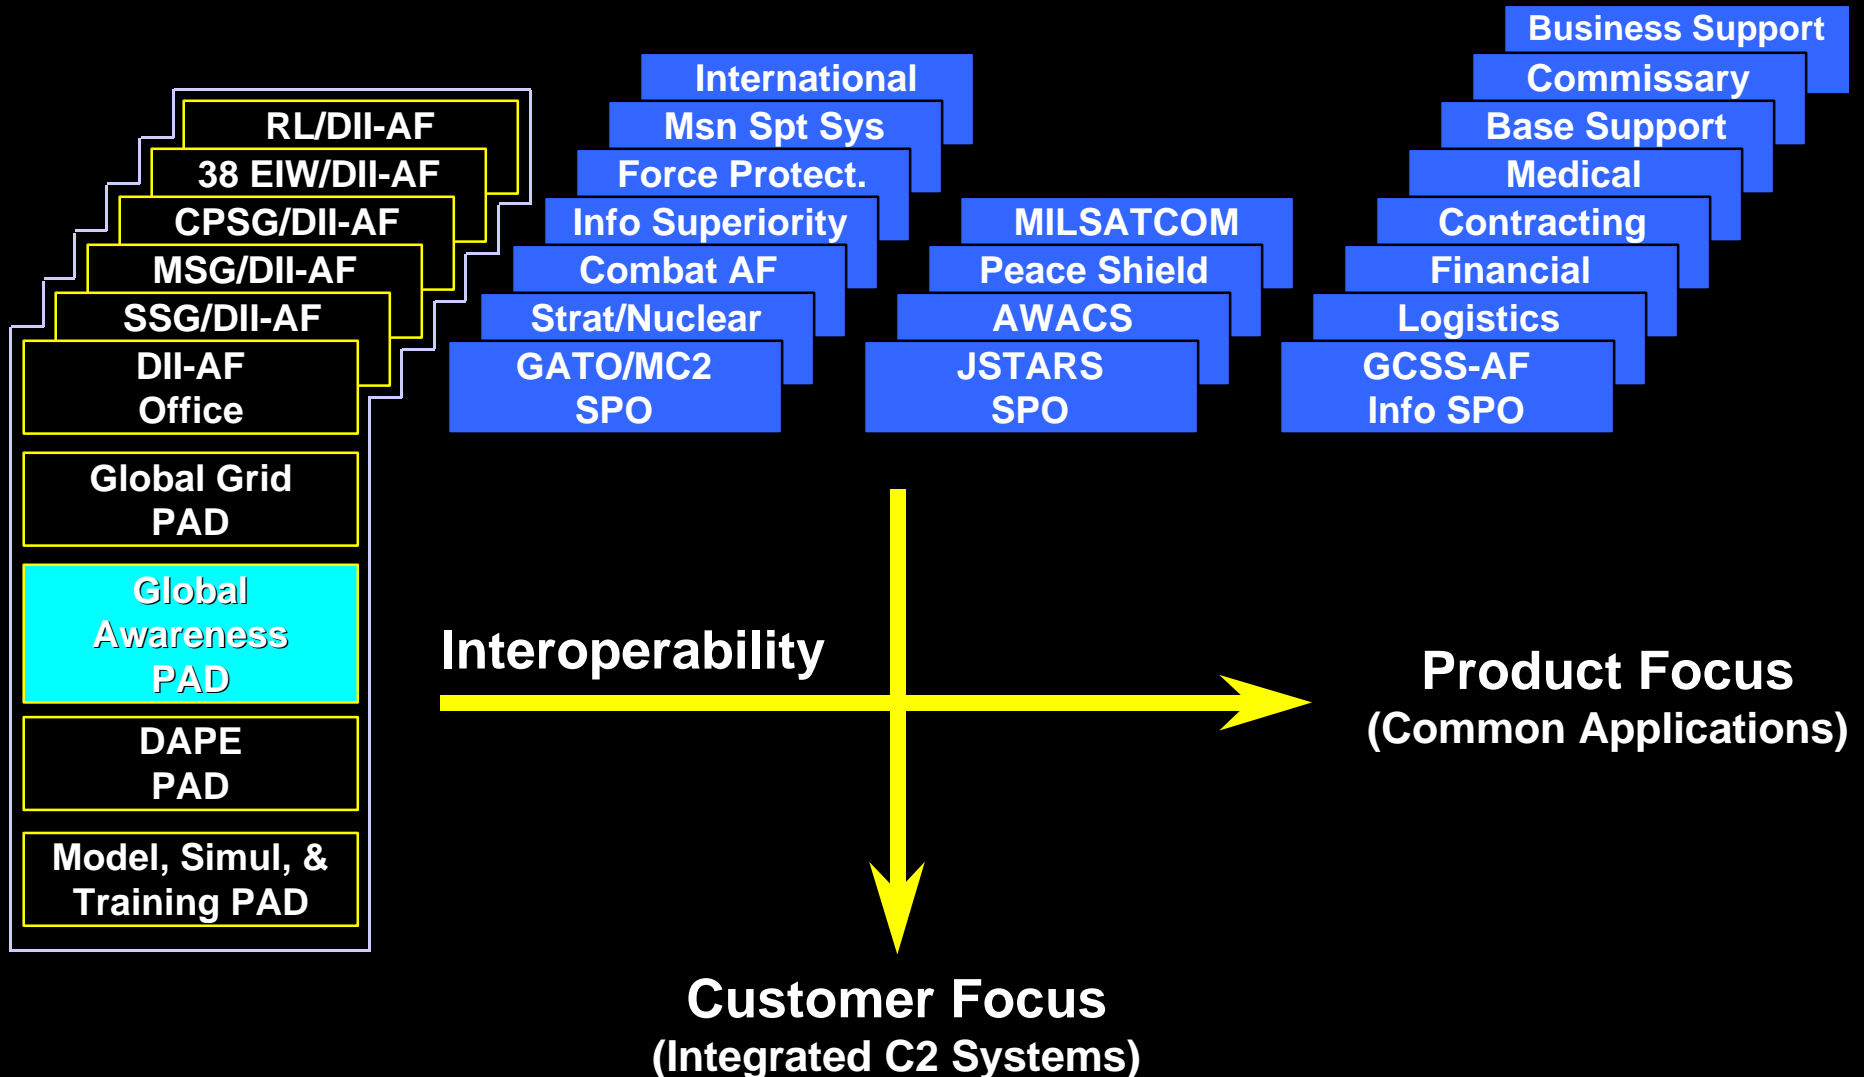 RL/DII-AF
38 EIW/DII-AF
CPSG/DII-AF
MSG/DII-AF
SSG/DII-AF
DII-AF
Office
Global Grid
PAD
Global
Awareness
PAD
DAPE
PAD
Model, Simul, &
Training PAD
International
Msn Spt Sys
Force Protect.
Info Superiority
Combat AF
Strat/Nuclear
GATO/MC2
SPO
MILSATCOM
Peace Shield
AWACS
JSTARS
SPO
Business Support
Commissary
Base Support
Medical
Contracting
Financial
Logistics
GCSS-AF
Info SPO
Interoperability
Product Focus
(Common Applications)
Customer Focus
(Integrated C2 Systems)